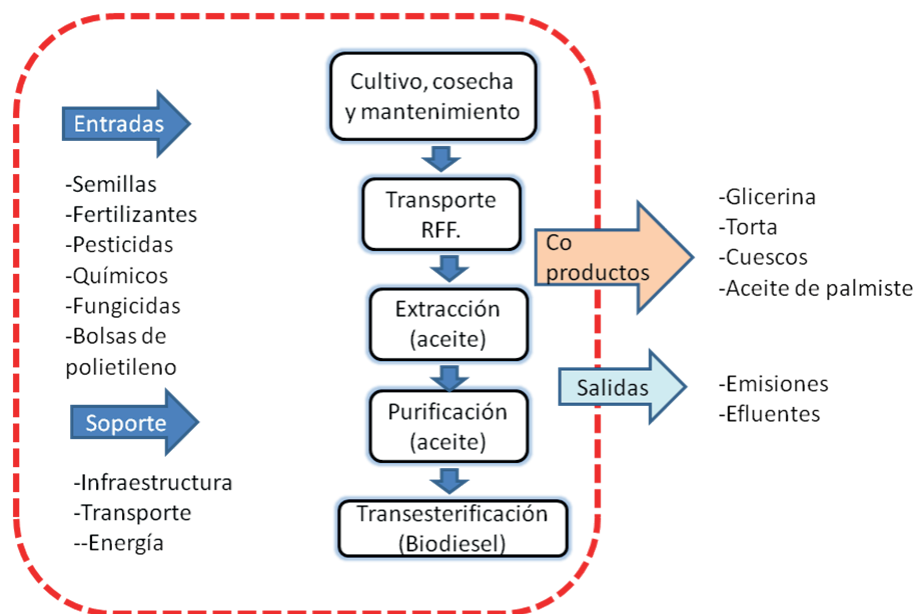 Entradas
-Semillas
-Fertilizantes
-Pesticidas
-Químicos
-Fungicidas
-Bolsas de
polietileno
Soporte
-Infraestructura
-Transporte
--Energía
Cultivo, cosecha
y mantenimiento
Transporte
RFF.
Extracción
(aceite)
Purificación
(aceite)
Transesterificación
(Biodiesel)
Co
productos
-Glicerina
-Torta
-Cuescos
-Aceite de palmiste
Salidas
-Emisiones
-Efluentes